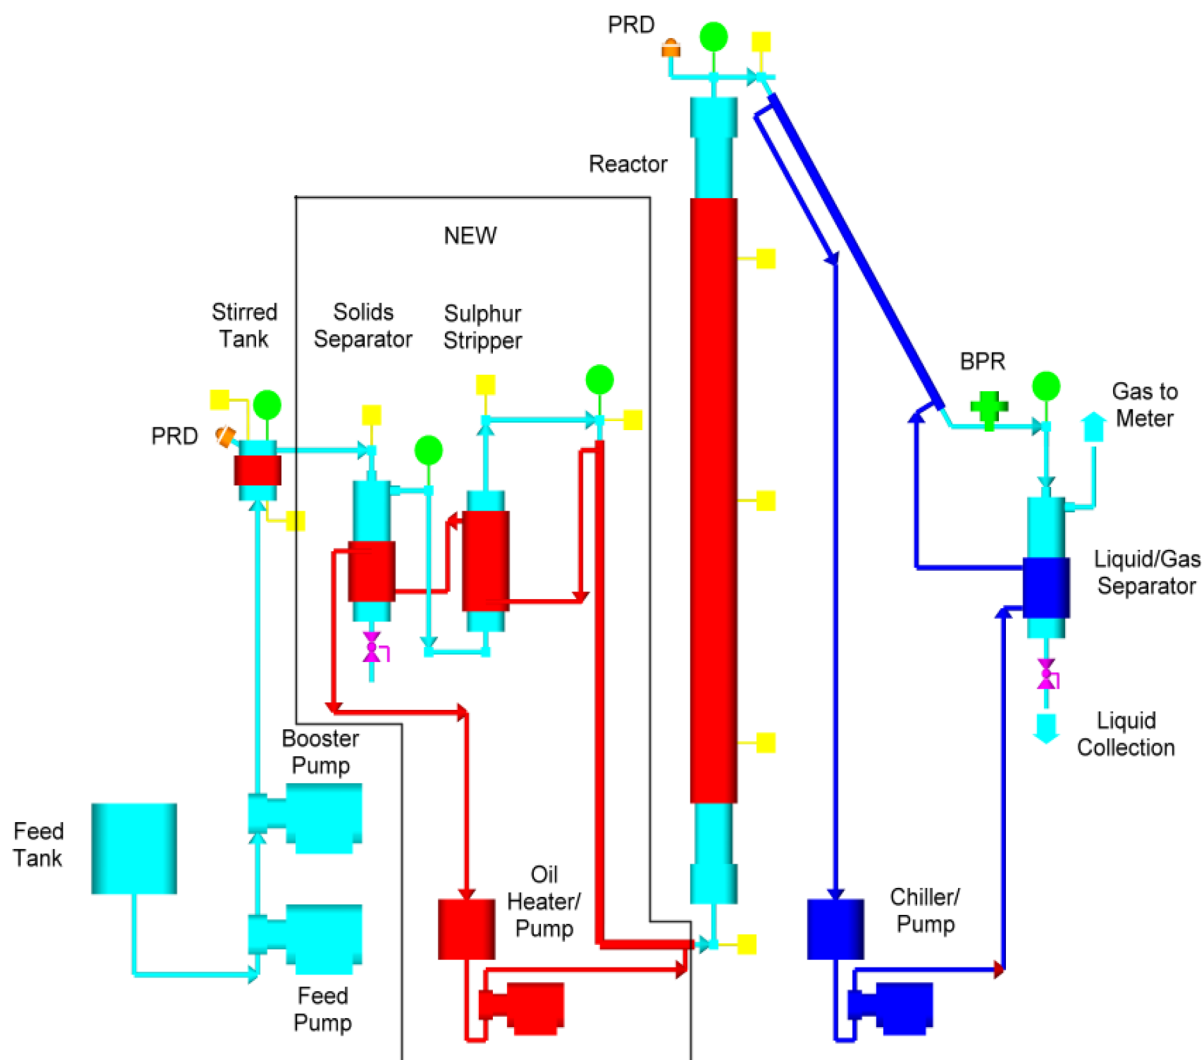 PRD
Reactor
NEW
Stirred
Tank
Solids
Separator
Sulphur
Stripper
BPR
Gas to
Meter
PRD
Liquid/Gas
Separator
Booster
Pump
Liquid
Collection
Feed
Tank
Oil
Heater/
Pump
Chiller/
Pump
Feed
Pump